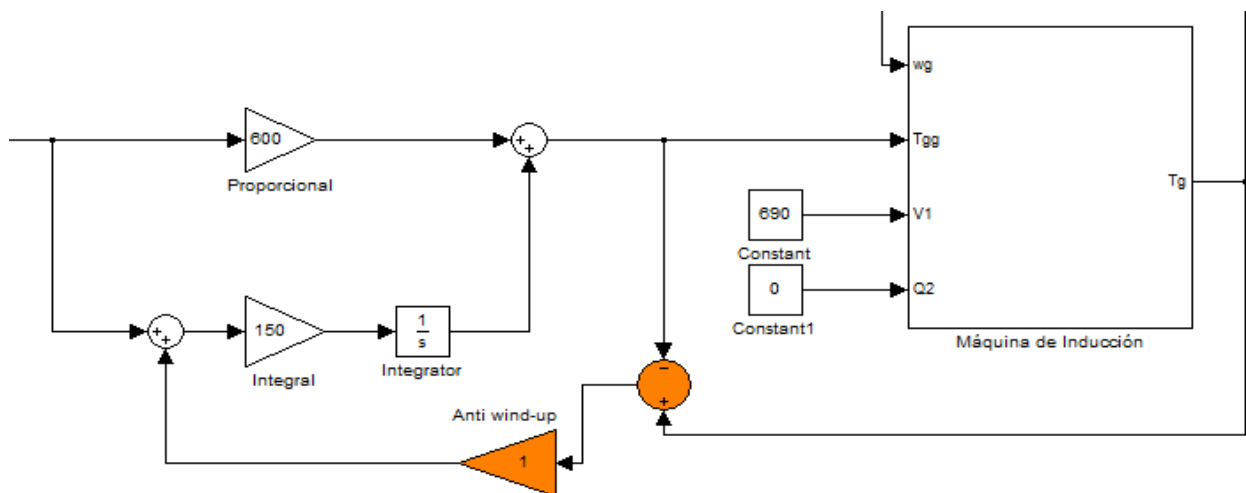 wg
600
+
+
Tgg
Proporcional
Tg
690
V1
Constant
0
Q2
Constant1
Máquina de Inducción
+
+
150
1
s
Integral
Integrator
−
+
Anti wind-up
1